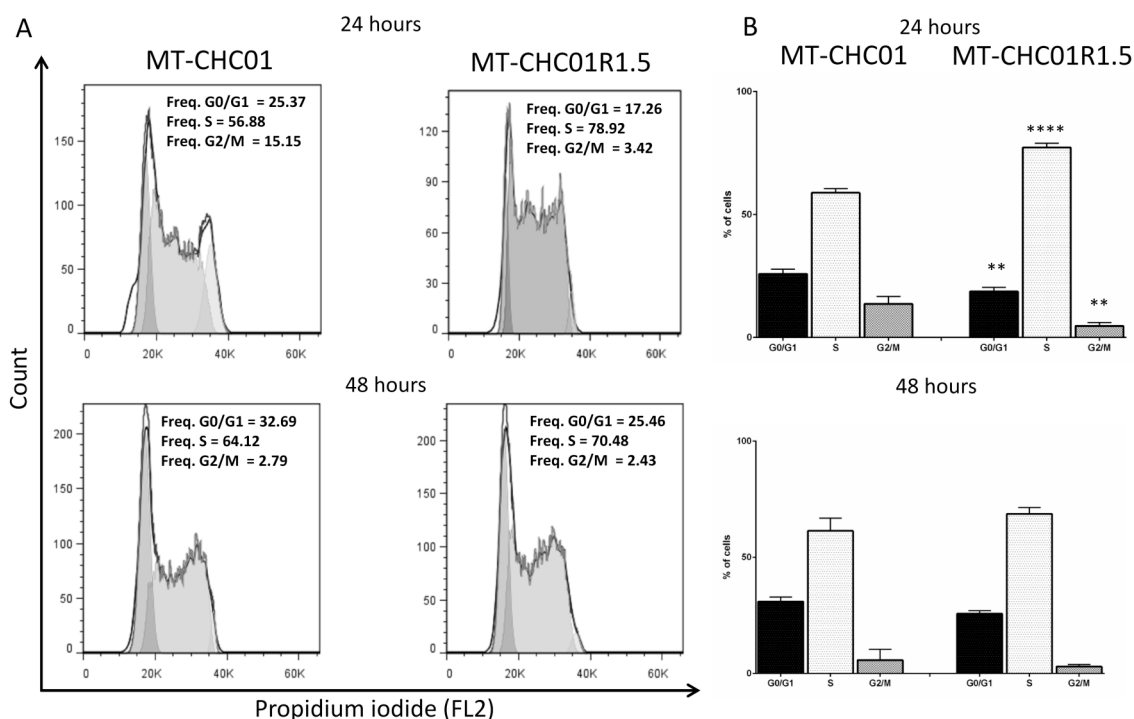 A
24 hours
MT-CHC01
MT-CHC01R1.5
Freq. G0/G1 = 25.37
Freq. S = 56.88
Freq. G2/M = 15.15
150
100
50
0
0 20K 40K 60K
Freq. G0/G1 = 17.26
Freq. S = 78.92
Freq. G2/M = 3.42
120
90
60
30
0
0 20K 40K 60K
48 hours
Freq. G0/G1 = 32.69
Freq. S = 64.12
Freq. G2/M = 2.79
200
150
100
50
0
0 20K 40K 60K
Freq. G0/G1 = 25.46
Freq. S = 70.48
Freq. G2/M = 2.43
200
150
100
50
0
0 20K 40K 60K
Count
Propidium iodide (FL2)
B
24 hours
MT-CHC01 MT-CHC01R1.5
100
50
0
% of cells
**
****
**
G0/G1 S G2/M G0/G1 S G2/M
48 hours
100
50
0
% of cells
G0/G1 S G2/M G0/G1 S G2/M